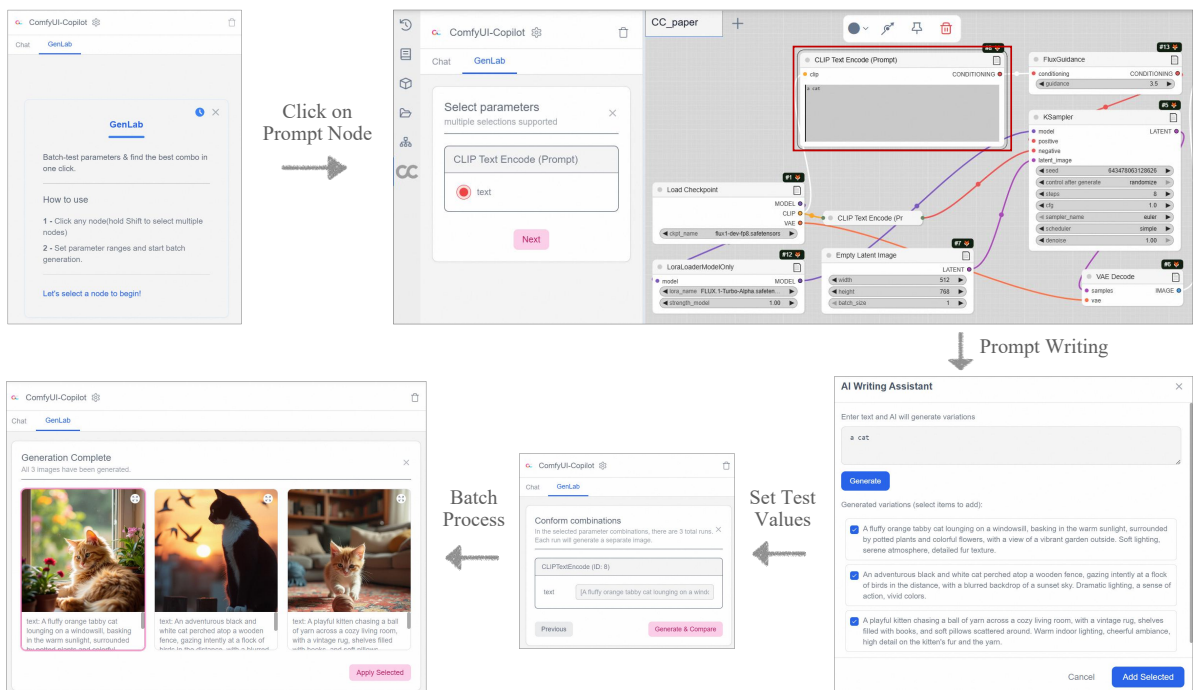 ComfyUI-Copilot
Chat
GenLab
GenLab
Batch-test parameters & find the best combo in
one click.
How to use
1 - Click any node(hold Shift to select multiple
nodes)
2 - Set parameter ranges and start batch
generation.
Let's select a node to begin!
Click on
Prompt Node
ComfyUI-Copilot
Chat
GenLab
Select parameters
multiple selections supported
CLIP Text Encode (Prompt)
text
Next
CC_paper
#8
CLIP Text Encode (Prompt)
clip
CONDITIONING
a cat
#13
FluxGuidance
conditioning
CONDITIONING
guidance
3.5
#5
KSampler
model
LATENT
positive
negative
latent_image
seed
643478063128626
control after generate
randomize
steps
8
cfg
1.0
sampler_name
euler
scheduler
simple
denoise
1.00
#1
Load Checkpoint
MODEL
CLIP
VAE
ckpt_name
flux1-dev-fp8.safetensors
CLIP Text Encode (Pr
#12
LoraLoaderModelOnly
model
MODEL
lora_name FLUX.1-Turbo-Alpha.safeten...
strength_model
1.00
#7
Empty Latent Image
LATENT
width
512
height
768
batch_size
1
#6
VAE Decode
samples
IMAGE
vae
Prompt Writing
AI Writing Assistant
Enter text and AI will generate variations
a cat
Generate
Generated variations (select items to add):
A fluffy orange tabby cat lounging on a windowsill, basking in the warm sunlight, surrounded
by potted plants and colorful flowers, with a view of a vibrant garden outside. Soft lighting,
serene atmosphere, detailed fur texture.
An adventurous black and white cat perched atop a wooden fence, gazing intently at a flock
of birds in the distance, with a blurred backdrop of a sunset sky. Dramatic lighting, a sense of
action, vivid colors.
A playful kitten chasing a ball of yarn across a cozy living room, with a vintage rug, shelves
filled with books, and soft pillows scattered around. Warm indoor lighting, cheerful ambiance,
high detail on the kitten's fur and the yarn.
Cancel
Add Selected
Set Test
Values
ComfyUI-Copilot
Chat
GenLab
Conform combinations
In the selected parameter combinations, there are 3 total runs.
Each run will generate a separate image.
CLIPTextEncode (ID: 8)
text
[A fluffy orange tabby cat lounging on a wind
Previous
Generate & Compare
Batch
Process
ComfyUI-Copilot
Chat
GenLab
Generation Complete
All 3 images have been generated.
text: A fluffy orange tabby cat
lounging on a windowsill, basking
in the warm sunlight, surrounded
by potted plants and colorful
text: An adventurous black and
white cat perched atop a wooden
fence, gazing intently at a flock of
birds in the distance, with a blurred
text: A playful kitten chasing a ball
of yarn across a cozy living room,
with a vintage rug, shelves filled
with books, and soft pillows
Apply Selected